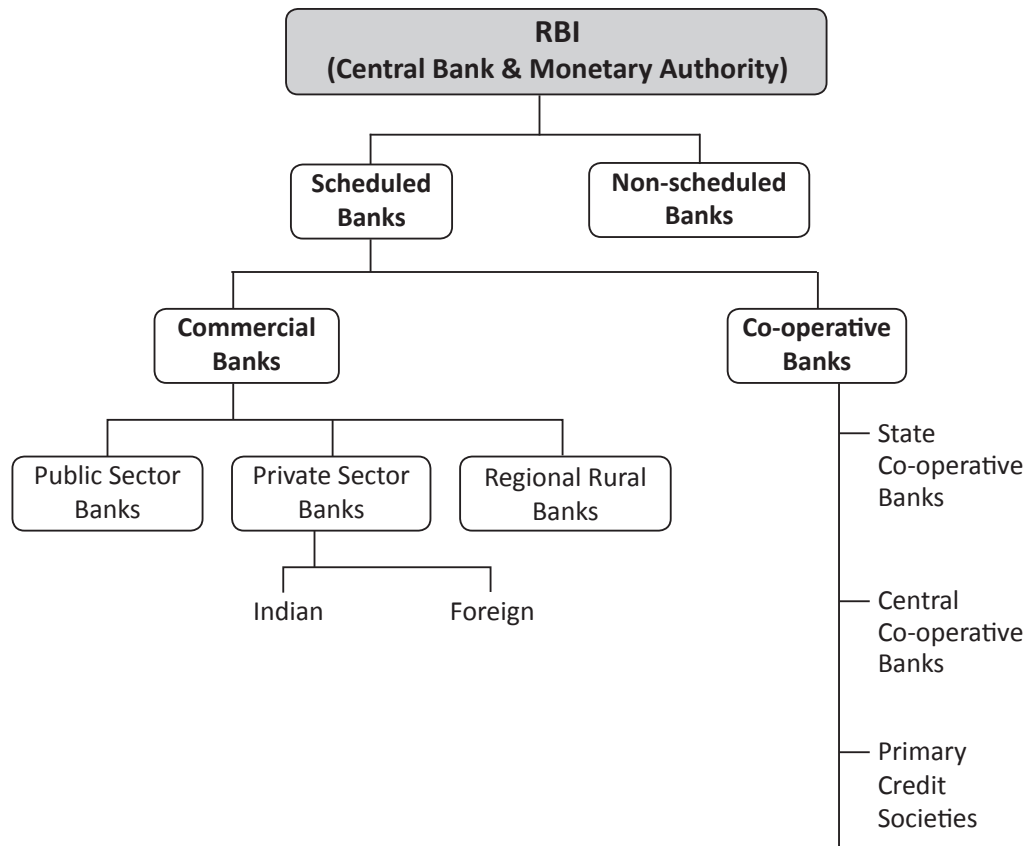 RBI
(Central Bank & Monetary Authority)
Scheduled
Banks
Non-scheduled
Banks
Commercial
Banks
Co-operative
Banks
Public Sector
Banks
Private Sector
Banks
Regional Rural
Banks
Indian
Foreign
State
Co-operative
Banks
Central
Co-operative
Banks
Primary
Credit
Societies